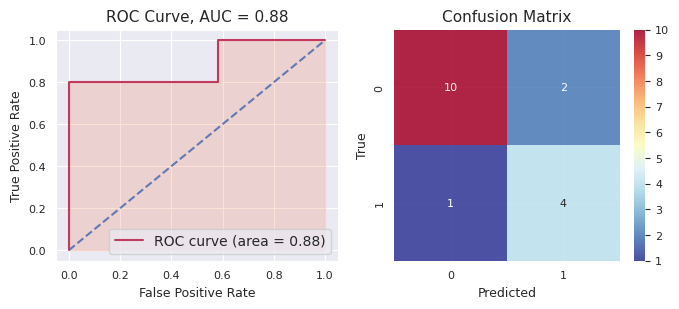 ROC Curve, AUC = 0.88
1.0
0.8
0.6
0.4
0.2
0.0
True Positive Rate
0.0 0.2 0.4 0.6 0.8 1.0
False Positive Rate
ROC curve (area = 0.88)
Confusion Matrix
0
1
True
10 2
1 4
0 1
Predicted
10
9
8
7
6
5
4
3
2
1